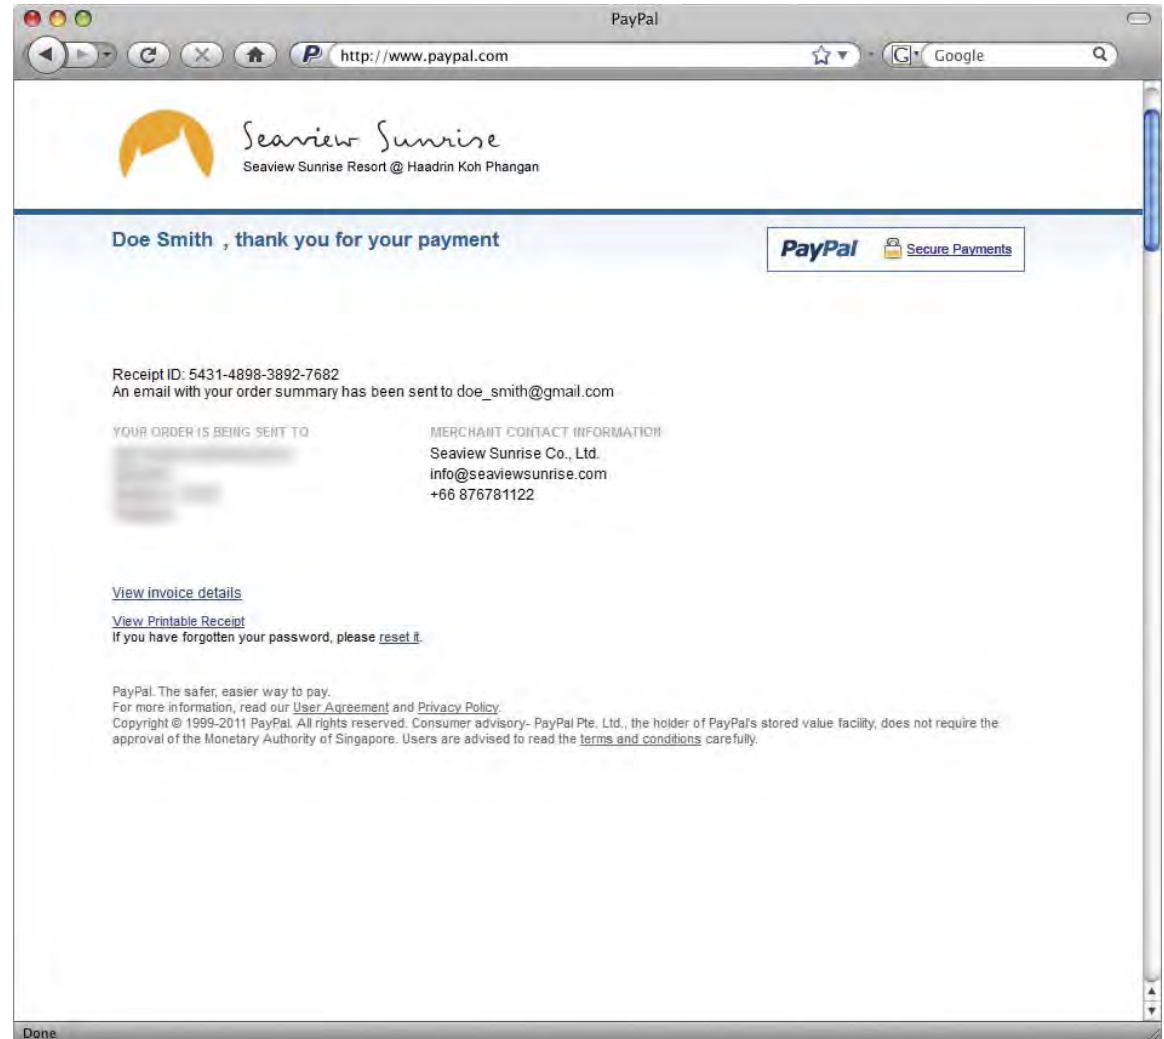 PayPal
http://www.paypal.com
Google
Seaview Sunrise
Seaview Sunrise Resort @ Haadrin Koh Phangan
Doe Smith , thank you for your payment
PayPal Secure Payments
Receipt ID: 5431-4898-3892-7682
An email with your order summary has been sent to doe_smith@gmail.com
YOUR ORDER IS BEING SENT TO
MERCHANT CONTACT INFORMATION
Seaview Sunrise Co., Ltd.
info@seaviewsunrise.com
+66 876781122
View invoice details
View Printable Receipt
If you have forgotten your password, please reset it.
PayPal. The safer, easier way to pay.
For more information, read our User Agreement and Privacy Policy.
Copyright © 1999-2011 PayPal. All rights reserved. Consumer advisory- PayPal Pte. Ltd., the holder of PayPal's stored value facility, does not require the
approval of the Monetary Authority of Singapore. Users are advised to read the terms and conditions carefully.
Done